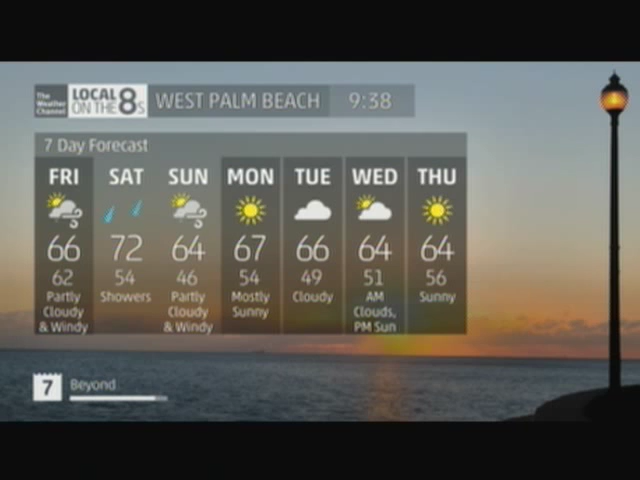 The Weather Channel
LOCAL ON THE 8s
WEST PALM BEACH 9:38
7 Day Forecast
FRI SAT SUN MON TUE WED THU
66 72 64 67 66 64 64
62 54 46 54 49 51 56
Partly Cloudy & Windy
Showers
Partly Cloudy & Windy
Mostly Sunny
Cloudy
AM Clouds, PM Sun
Sunny
7 Beyond